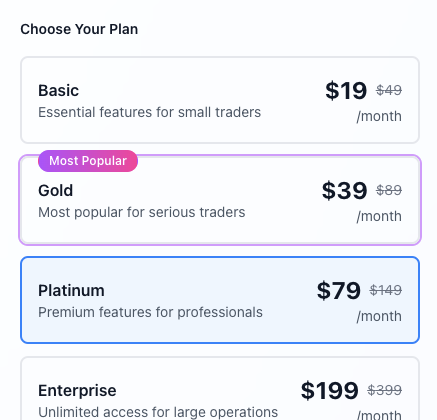 Choose Your Plan
Basic
$19 $49
Essential features for small traders
/month
Most Popular
Gold
$39 $89
Most popular for serious traders
/month
Platinum
$79 $149
Premium features for professionals
/month
Enterprise
$199 $399
Unlimited access for large operations
/month